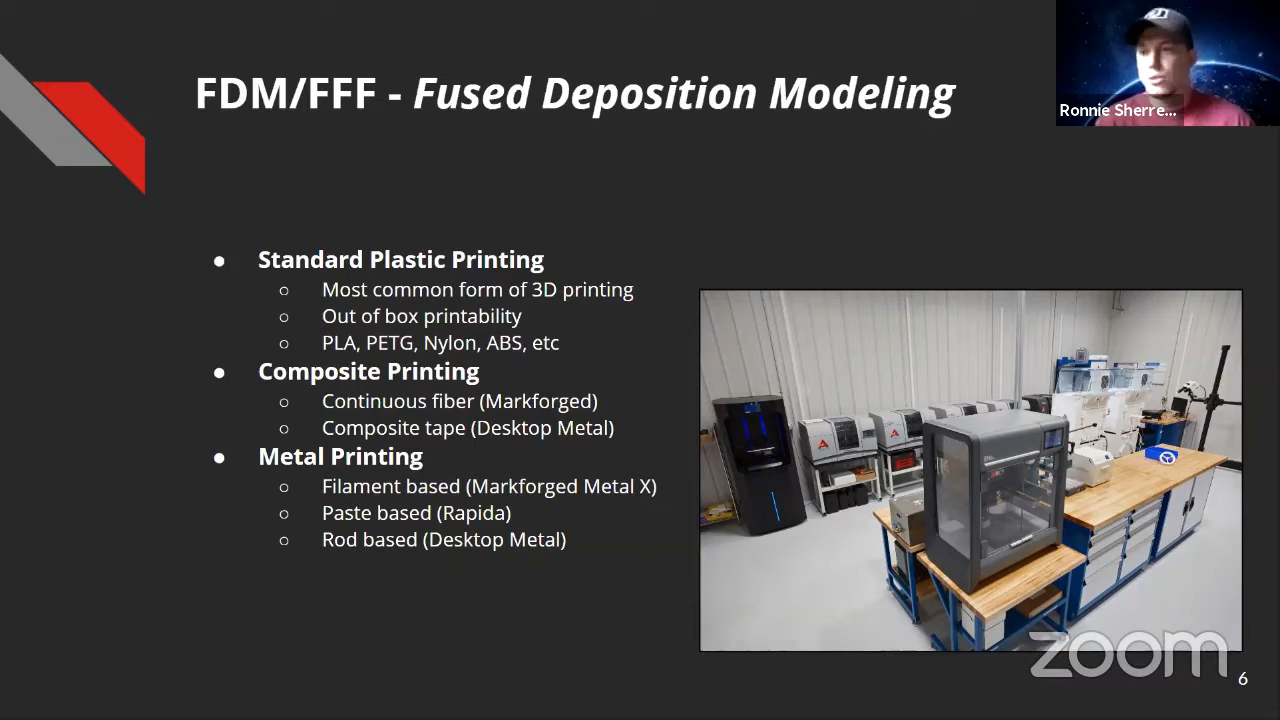 FDM/FFF - Fused Deposition Modeling
Ronnie Sherre...
● Standard Plastic Printing
○ Most common form of 3D printing
○ Out of box printability
○ PLA, PETG, Nylon, ABS, etc
● Composite Printing
○ Continuous fiber (Markforged)
○ Composite tape (Desktop Metal)
● Metal Printing
○ Filament based (Markforged Metal X)
○ Paste based (Rapida)
○ Rod based (Desktop Metal)
zoom
6